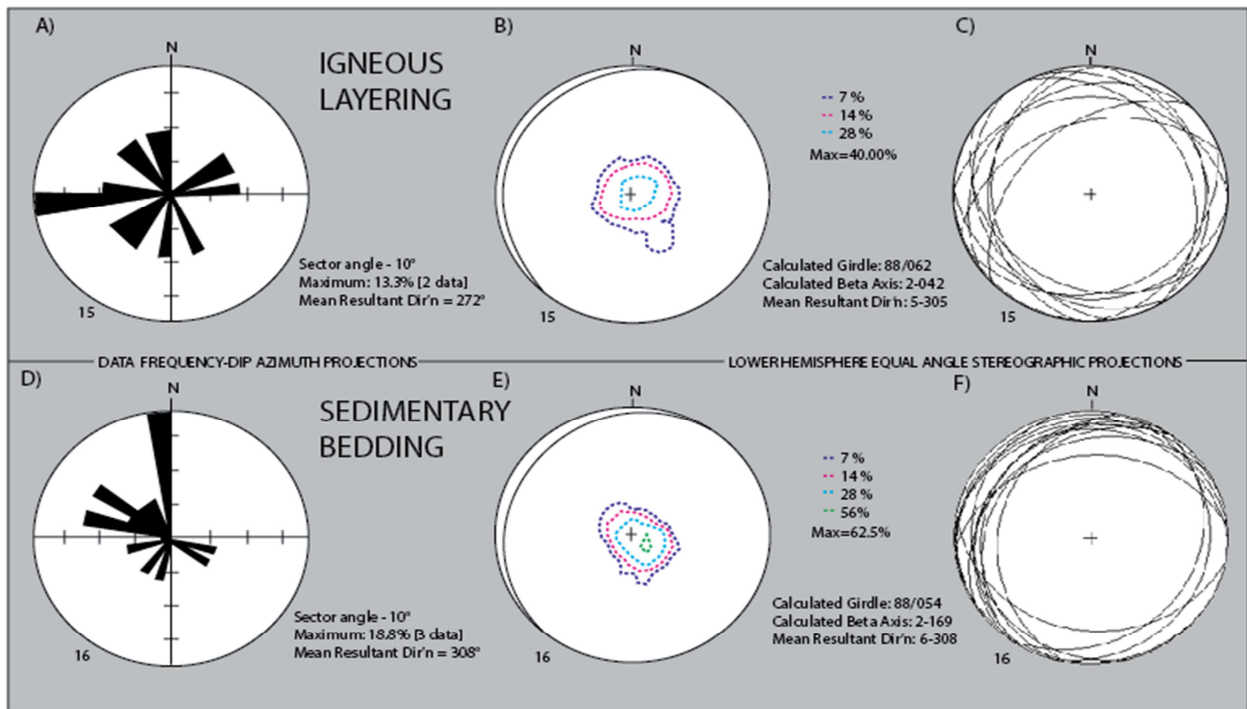 A)
N
IGNEOUS
LAYERING
Sector angle - 10°
Maximum: 13.3% [2 data]
Mean Resultant Dir'n = 272°
15
B)
N
7 %
14 %
28 %
Max=40.00%
Calculated Girdle: 88/062
Calculated Beta Axis: 2-042
Mean Resultant Dir'n: 5-305
15
C)
N
15
DATA FREQUENCY-DIP AZIMUTH PROJECTIONS
LOWER HEMISPHERE EQUAL ANGLE STEREOGRAPHIC PROJECTIONS
D)
N
SEDIMENTARY
BEDDING
Sector angle - 10°
Maximum: 18.8% [3 data]
Mean Resultant Dir'n = 308°
16
E)
N
7 %
14 %
28 %
56%
Max=62.5%
Calculated Girdle: 88/054
Calculated Beta Axis: 2-169
Mean Resultant Dir'n: 6-308
16
F)
N
16